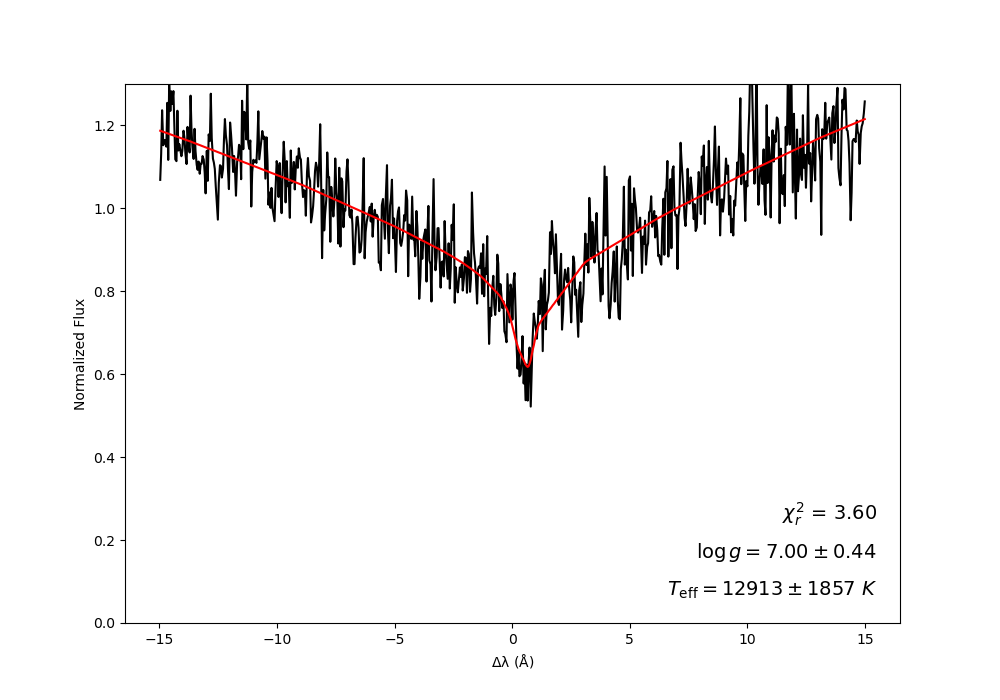 1.2
1.0
0.8
0.6
0.4
0.2
0.0
Normalized Flux
χ²ᵣ = 3.60
log g = 7.00 ± 0.44
T_eff = 12913 ± 1857 K
−15 −10 −5 0 5 10 15
Δλ (Å)